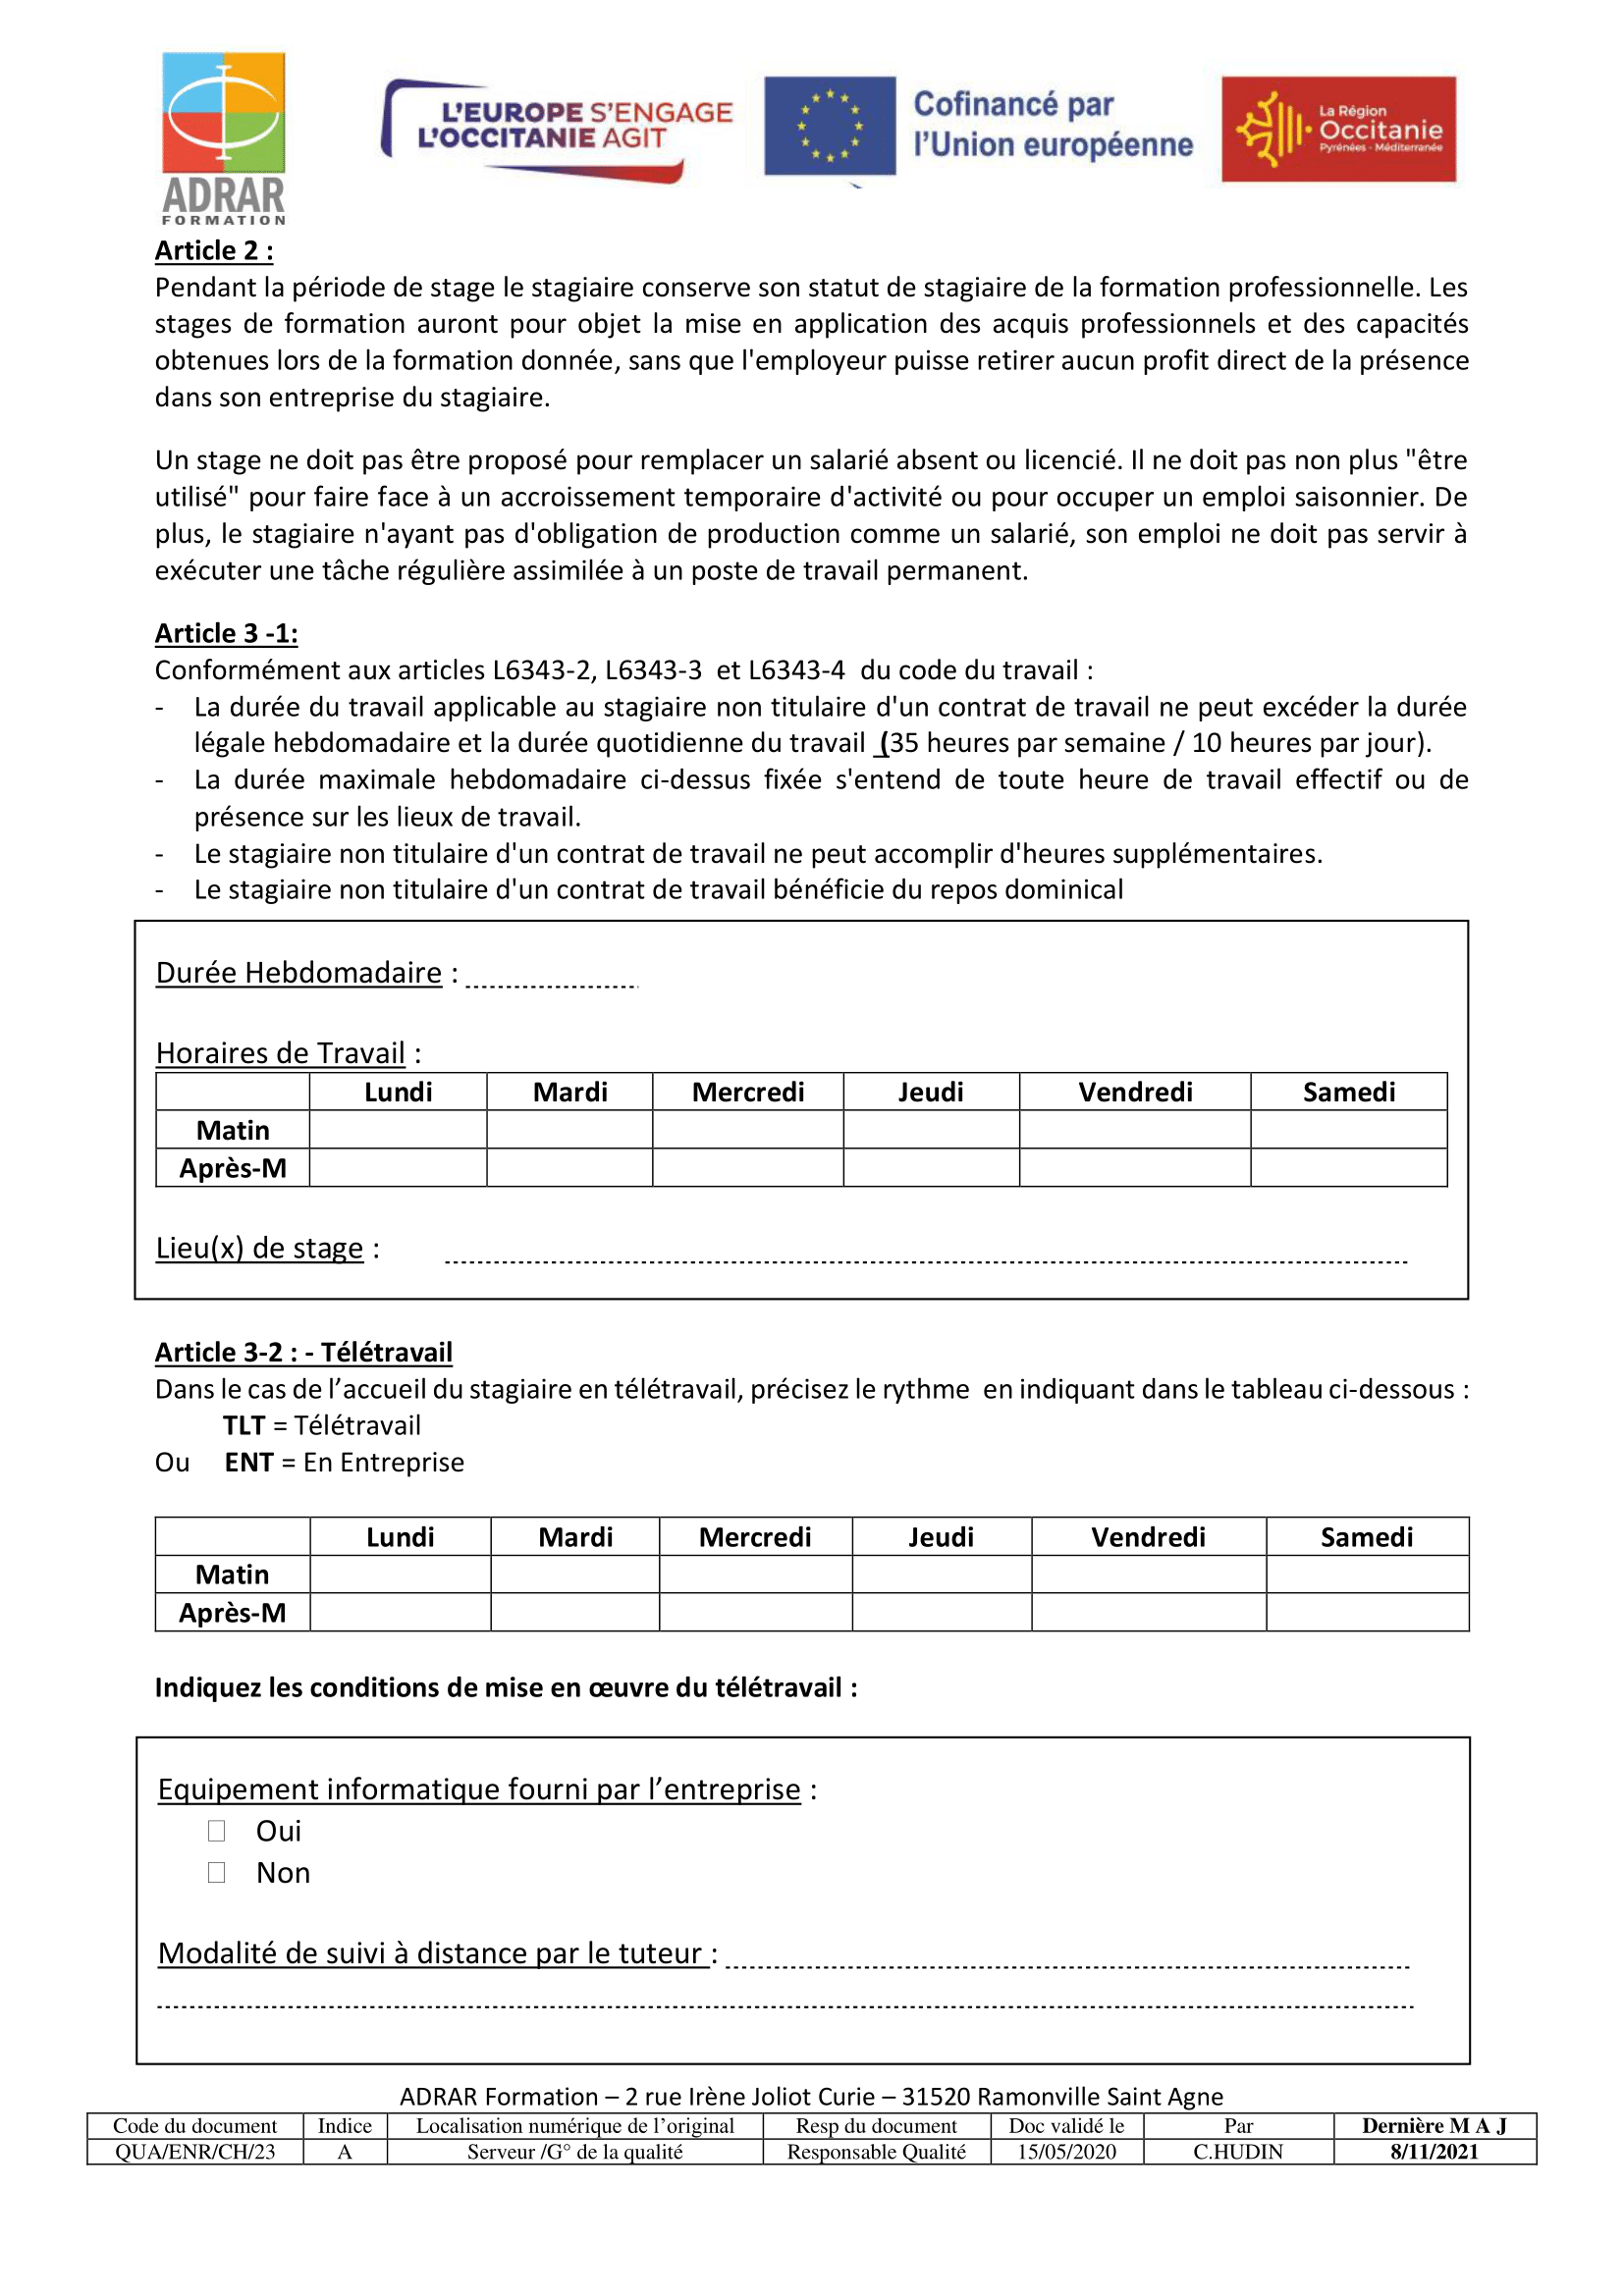 ADRAR
FORMATION
L'EUROPE S'ENGAGE
L'OCCITANIE AGIT
Cofinancé par
l'Union européenne
La Région
Occitanie
Pyrénées - Méditerranée
Article 2 :
Pendant la période de stage le stagiaire conserve son statut de stagiaire de la formation professionnelle. Les
stages de formation auront pour objet la mise en application des acquis professionnels et des capacités
obtenues lors de la formation donnée, sans que l'employeur puisse retirer aucun profit direct de la présence
dans son entreprise du stagiaire.
Un stage ne doit pas être proposé pour remplacer un salarié absent ou licencié. Il ne doit pas non plus "être
utilisé" pour faire face à un accroissement temporaire d'activité ou pour occuper un emploi saisonnier. De
plus, le stagiaire n'ayant pas d'obligation de production comme un salarié, son emploi ne doit pas servir à
exécuter une tâche régulière assimilée à un poste de travail permanent.
Article 3 -1:
Conformément aux articles L6343-2, L6343-3 et L6343-4 du code du travail :
- La durée du travail applicable au stagiaire non titulaire d'un contrat de travail ne peut excéder la durée
légale hebdomadaire et la durée quotidienne du travail (35 heures par semaine / 10 heures par jour).
- La durée maximale hebdomadaire ci-dessus fixée s'entend de toute heure de travail effectif ou de
présence sur les lieux de travail.
- Le stagiaire non titulaire d'un contrat de travail ne peut accomplir d'heures supplémentaires.
- Le stagiaire non titulaire d'un contrat de travail bénéficie du repos dominical
Durée Hebdomadaire :
Horaires de Travail :
Lundi Mardi Mercredi Jeudi Vendredi Samedi
Matin
Après-M
Lieu(x) de stage :
Article 3-2 : - Télétravail
Dans le cas de l'accueil du stagiaire en télétravail, précisez le rythme en indiquant dans le tableau ci-dessous :
TLT = Télétravail
Ou ENT = En Entreprise
Lundi Mardi Mercredi Jeudi Vendredi Samedi
Matin
Après-M
Indiquez les conditions de mise en œuvre du télétravail :
Equipement informatique fourni par l'entreprise :
Oui
Non
Modalité de suivi à distance par le tuteur :
ADRAR Formation – 2 rue Irène Joliot Curie – 31520 Ramonville Saint Agne
Code du document Indice Localisation numérique de l'original Resp du document Doc validé le Par Dernière M A J
QUA/ENR/CH/23 A Serveur /G° de la qualité Responsable Qualité 15/05/2020 C.HUDIN 8/11/2021